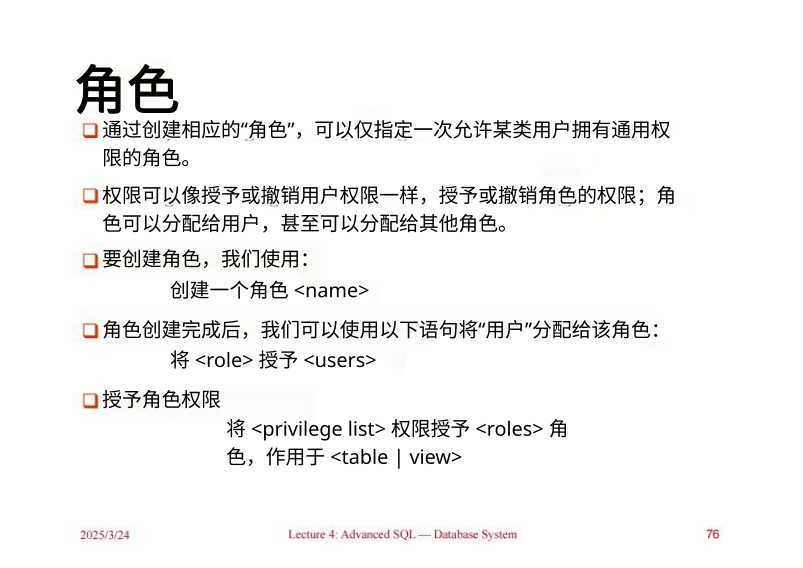 角色
通过创建相应的“角色”，可以仅指定一次允许某类用户拥有通用权
限的角色。
权限可以像授予或撤销用户权限一样，授予或撤销角色的权限；角
色可以分配给用户，甚至可以分配给其他角色。
要创建角色，我们使用：
创建一个角色 <name>
角色创建完成后，我们可以使用以下语句将“用户”分配给该角色：
将 <role> 授予 <users>
授予角色权限
将 <privilege list> 权限授予 <roles> 角
色，作用于 <table | view>
2025/3/24 Lecture 4: Advanced SQL — Database System 76